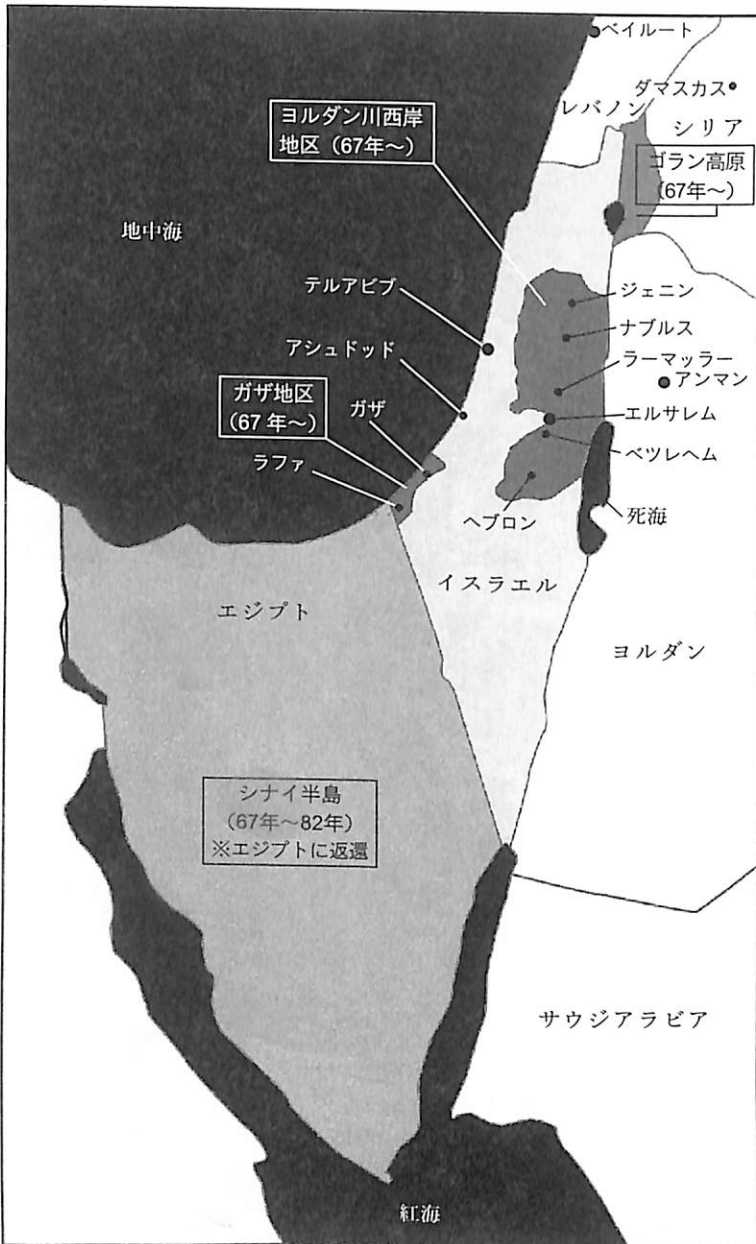 ベイルート
ダマスカス
レバノン
シリア
ヨルダン川西岸
地区（67年～）
ゴラン高原
（67年～）
地中海
テルアビブ
ジェニン
ナブルス
アシュドッド
ラーマッラー
アンマン
ガザ地区
（67年～）
ガザ
エルサレム
ベツレヘム
ラファ
ヘブロン
死海
イスラエル
エジプト
ヨルダン
シナイ半島
（67年～82年）
※エジプトに返還
サウジアラビア
紅海